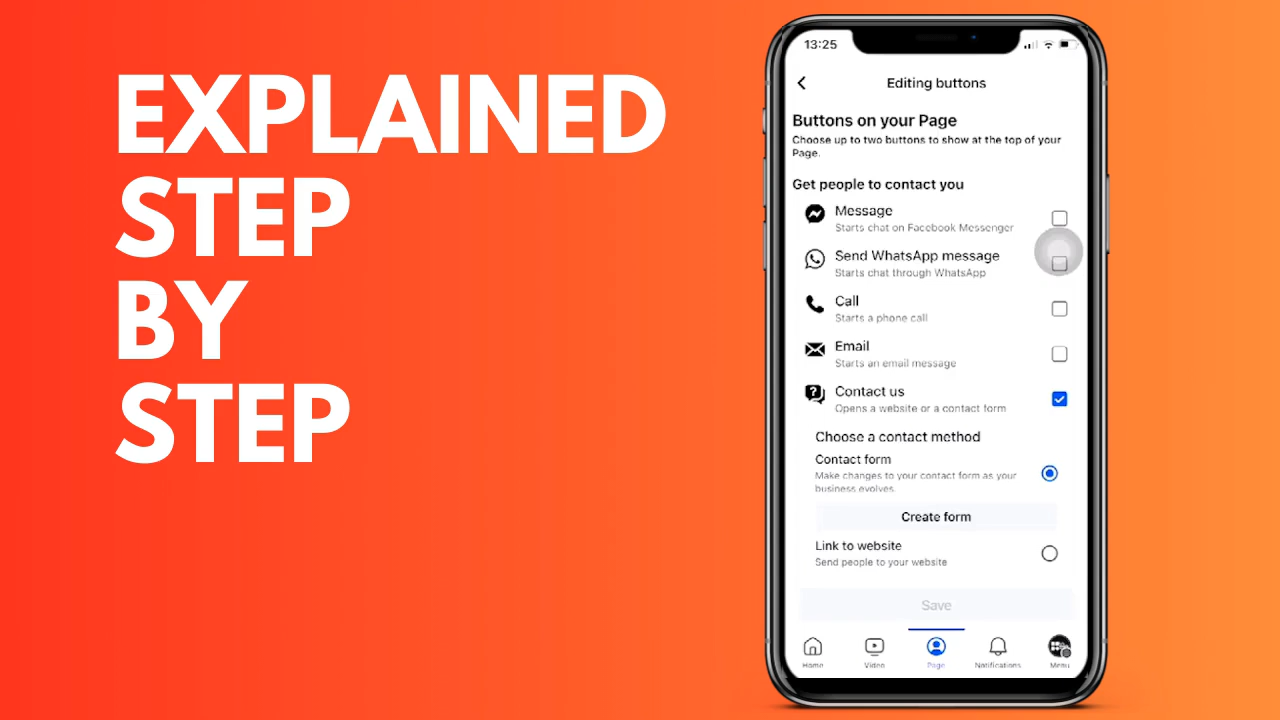 EXPLAINED
STEP
BY
STEP
13:25
Editing buttons
Buttons on your Page
Choose up to two buttons to show at the top of your
Page.
Get people to contact you
Message
Starts chat on Facebook Messenger
Send WhatsApp message
Starts chat through WhatsApp
Call
Starts a phone call
Email
Starts an email message
Contact us
Opens a website or a contact form
Choose a contact method
Contact form
Make changes to your contact form as your
business evolves.
Create form
Link to website
Send people to your website
Save
Home
Video
Page
Notifications
Menu